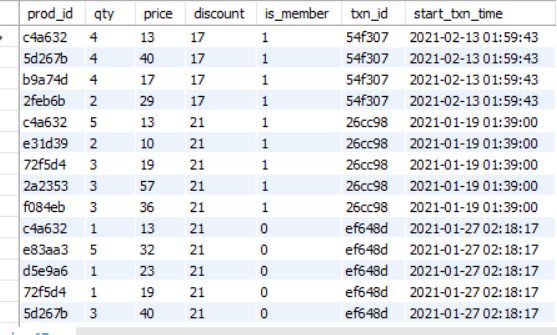 prod_id qty price discount is_member txn_id start_txn_time
c4a632 4 13 17 1 54f307 2021-02-13 01:59:43
5d267b 4 40 17 1 54f307 2021-02-13 01:59:43
b9a74d 4 17 17 1 54f307 2021-02-13 01:59:43
2feb6b 2 29 17 1 54f307 2021-02-13 01:59:43
c4a632 5 13 21 1 26cc98 2021-01-19 01:39:00
e31d39 2 10 21 1 26cc98 2021-01-19 01:39:00
72f5d4 3 19 21 1 26cc98 2021-01-19 01:39:00
2a2353 3 57 21 1 26cc98 2021-01-19 01:39:00
f084eb 3 36 21 1 26cc98 2021-01-19 01:39:00
c4a632 1 13 21 0 ef648d 2021-01-27 02:18:17
e83aa3 5 32 21 0 ef648d 2021-01-27 02:18:17
d5e9a6 1 23 21 0 ef648d 2021-01-27 02:18:17
72f5d4 1 19 21 0 ef648d 2021-01-27 02:18:17
5d267b 3 40 21 0 ef648d 2021-01-27 02:18:17